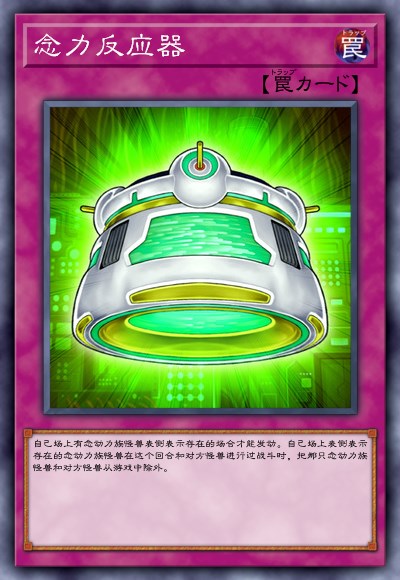 念力反应器
トラップ
罠
トラップ
【罠カード】
自己场上有念动力族怪兽表侧表示存在的场合才能发动。自己场上表侧表示
存在的念动力族怪兽在这个回合和对方怪兽进行过战斗时，把那只念动力族
怪兽和对方怪兽从游戏中除外。